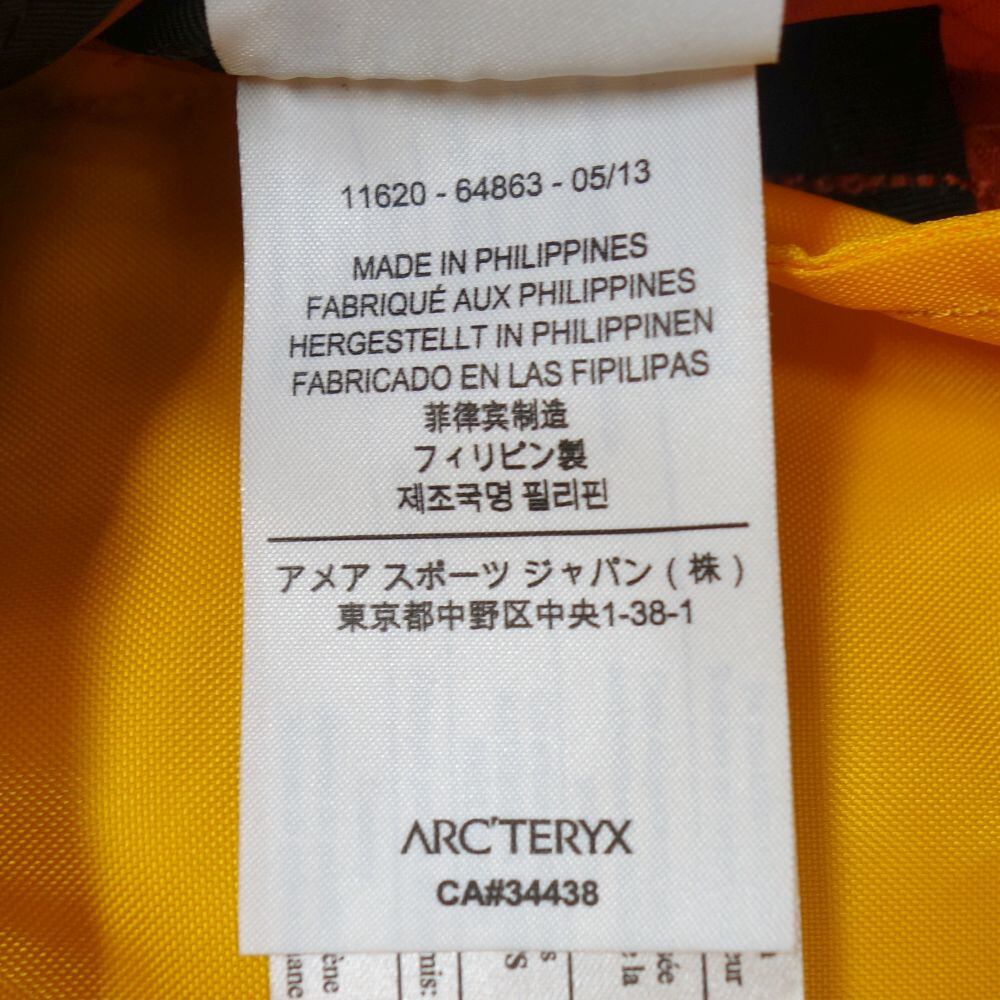 11620 - 64863 - 05/13
MADE IN PHILIPPINES
FABRIQUÉ AUX PHILIPPINES
HERGESTELLT IN PHILIPPINEN
FABRICADO EN LAS FIPILIPAS
菲律宾制造
フィリピン製
제조국명 필리핀
アメア スポーツ ジャパン ( 株 )
東京都中野区中央1-38-1
ARC'TERYX
CA#34438